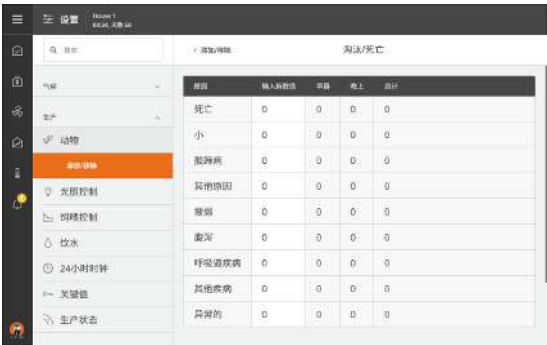 设置
House 1
搜索
气候
生产
动物
添加/移除
光照控制
饲喂控制
饮水
24小时时钟
关键值
生产状态
添加/移除
淘汰/死亡
原因 输入新数值 早晨 晚上 总计
死亡 0 0 0 0
小 0 0 0 0
0 0 0 0
其他原因 0 0 0 0
0 0 0 0
腹泻 0 0 0 0
呼吸道疾病 0 0 0 0
其他疾病 0 0 0 0
异常的 0 0 0 0